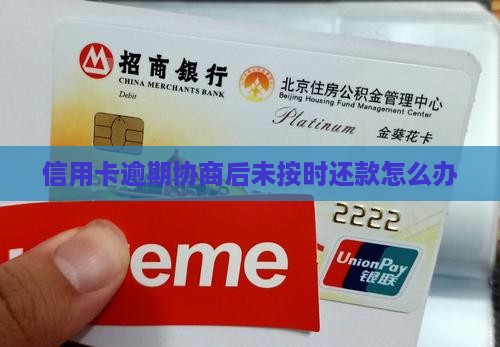 招商银行
CHINA MERCHANTS BANK
Debit
北京住房公积金管理中心
Beijing Housing Fund Management Center
Platinum
金葵花卡
信用卡逾期协商后未按时还款怎么办
2222
eme
UnionPay
银联